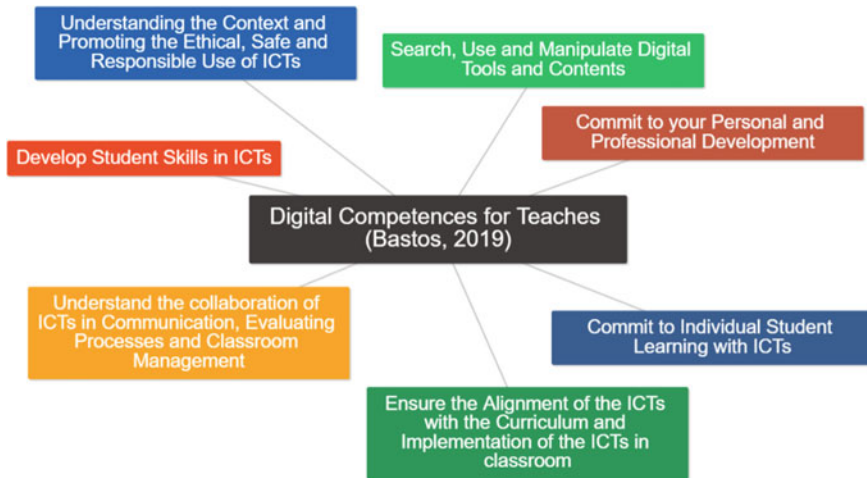 Understanding the Context and
Promoting the Ethical, Safe and
Responsible Use of ICTs
Search, Use and Manipulate Digital
Tools and Contents
Commit to your Personal and
Professional Development
Develop Student Skills in ICTs
Digital Competences for Teaches
(Bastos, 2019)
Understand the collaboration of
ICTs in Communication, Evaluating
Processes and Classroom
Management
Commit to Individual Student
Learning with ICTs
Ensure the Alignment of the ICTs
with the Curriculum and
Implementation of the ICTs in
classroom